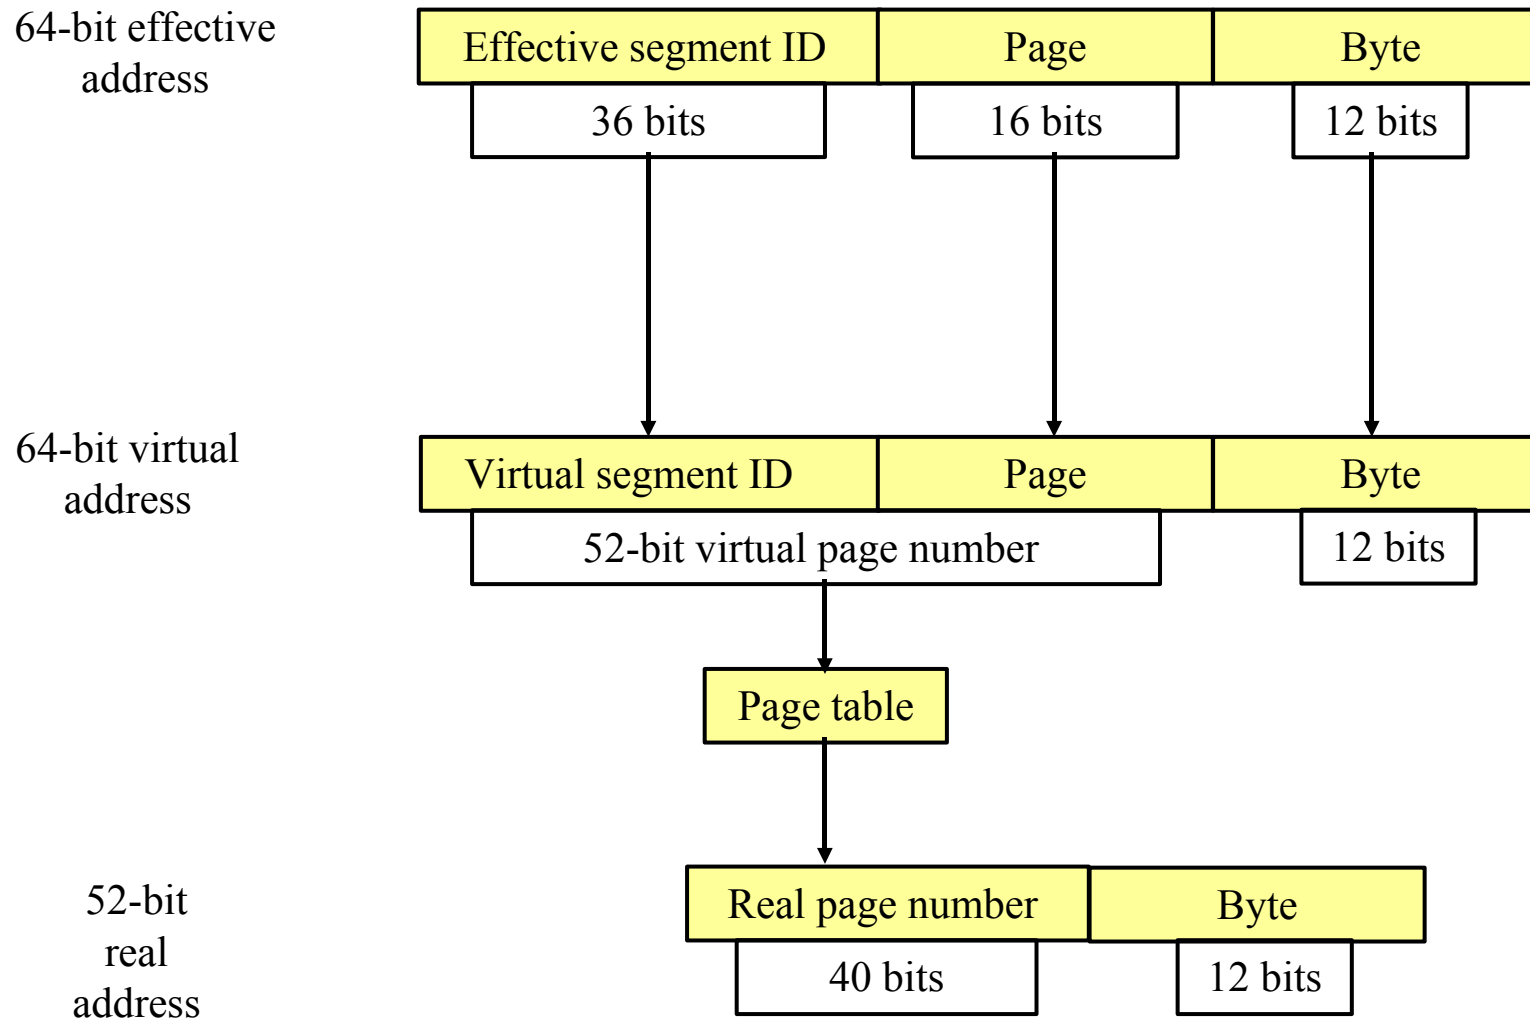 64-bit effective
address
Effective segment ID
Page
Byte
36 bits
16 bits
12 bits
64-bit virtual
address
Virtual segment ID
Page
Byte
52-bit virtual page number
12 bits
Page table
52-bit
real
address
Real page number
Byte
40 bits
12 bits